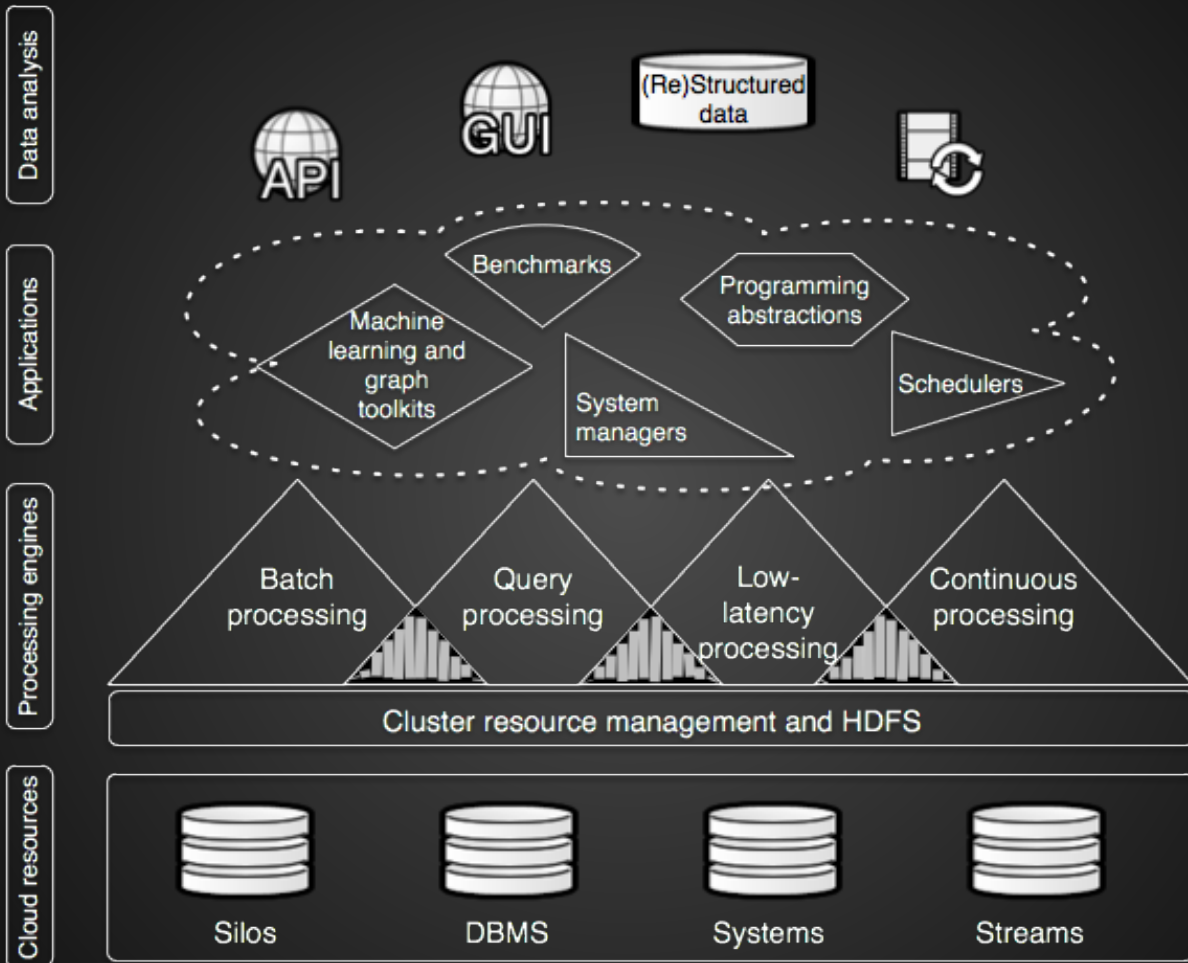 Data analysis
API
GUI
(Re)Structured
data
Applications
Benchmarks
Programming
abstractions
Machine
learning and
graph
toolkits
System
managers
Schedulers
Processing engines
Batch
processing
Query
processing
Low-
latency
processing
Continuous
processing
Cluster resource management and HDFS
Cloud resources
Silos
DBMS
Systems
Streams